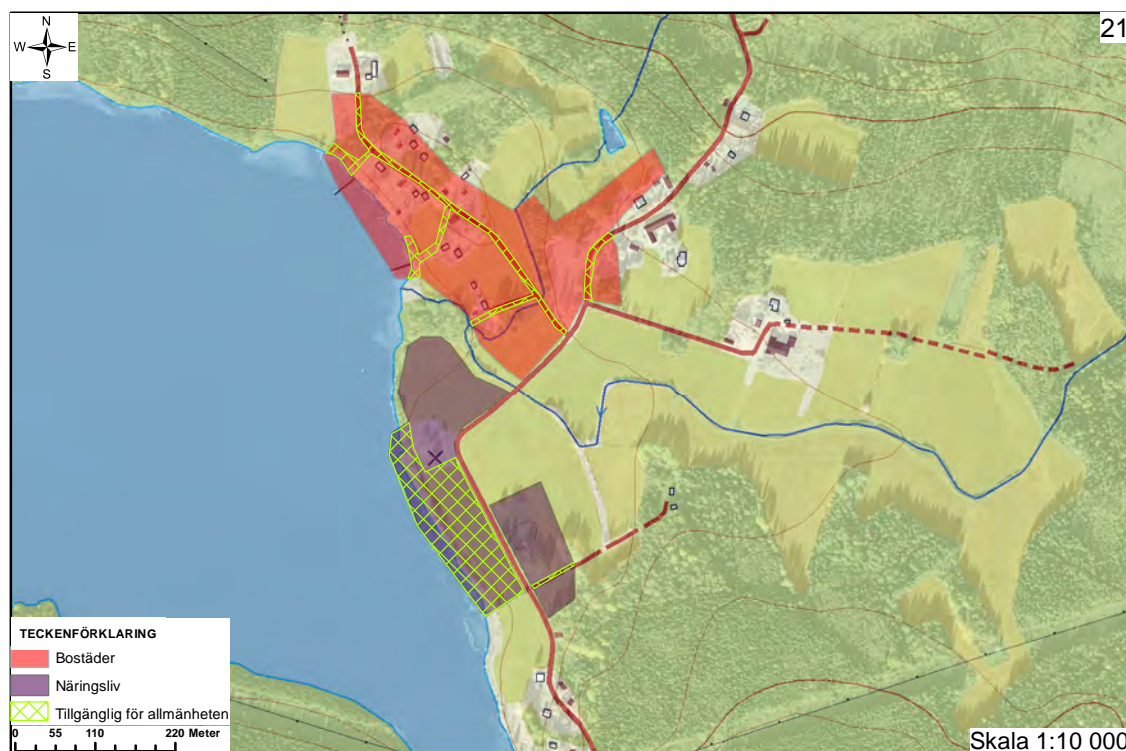 N
W E
S
21
TECKENFÖRKLARING
Bostäder
Näringsliv
Tillgänglig för allmänheten
0 55 110 220 Meter
Skala 1:10 000